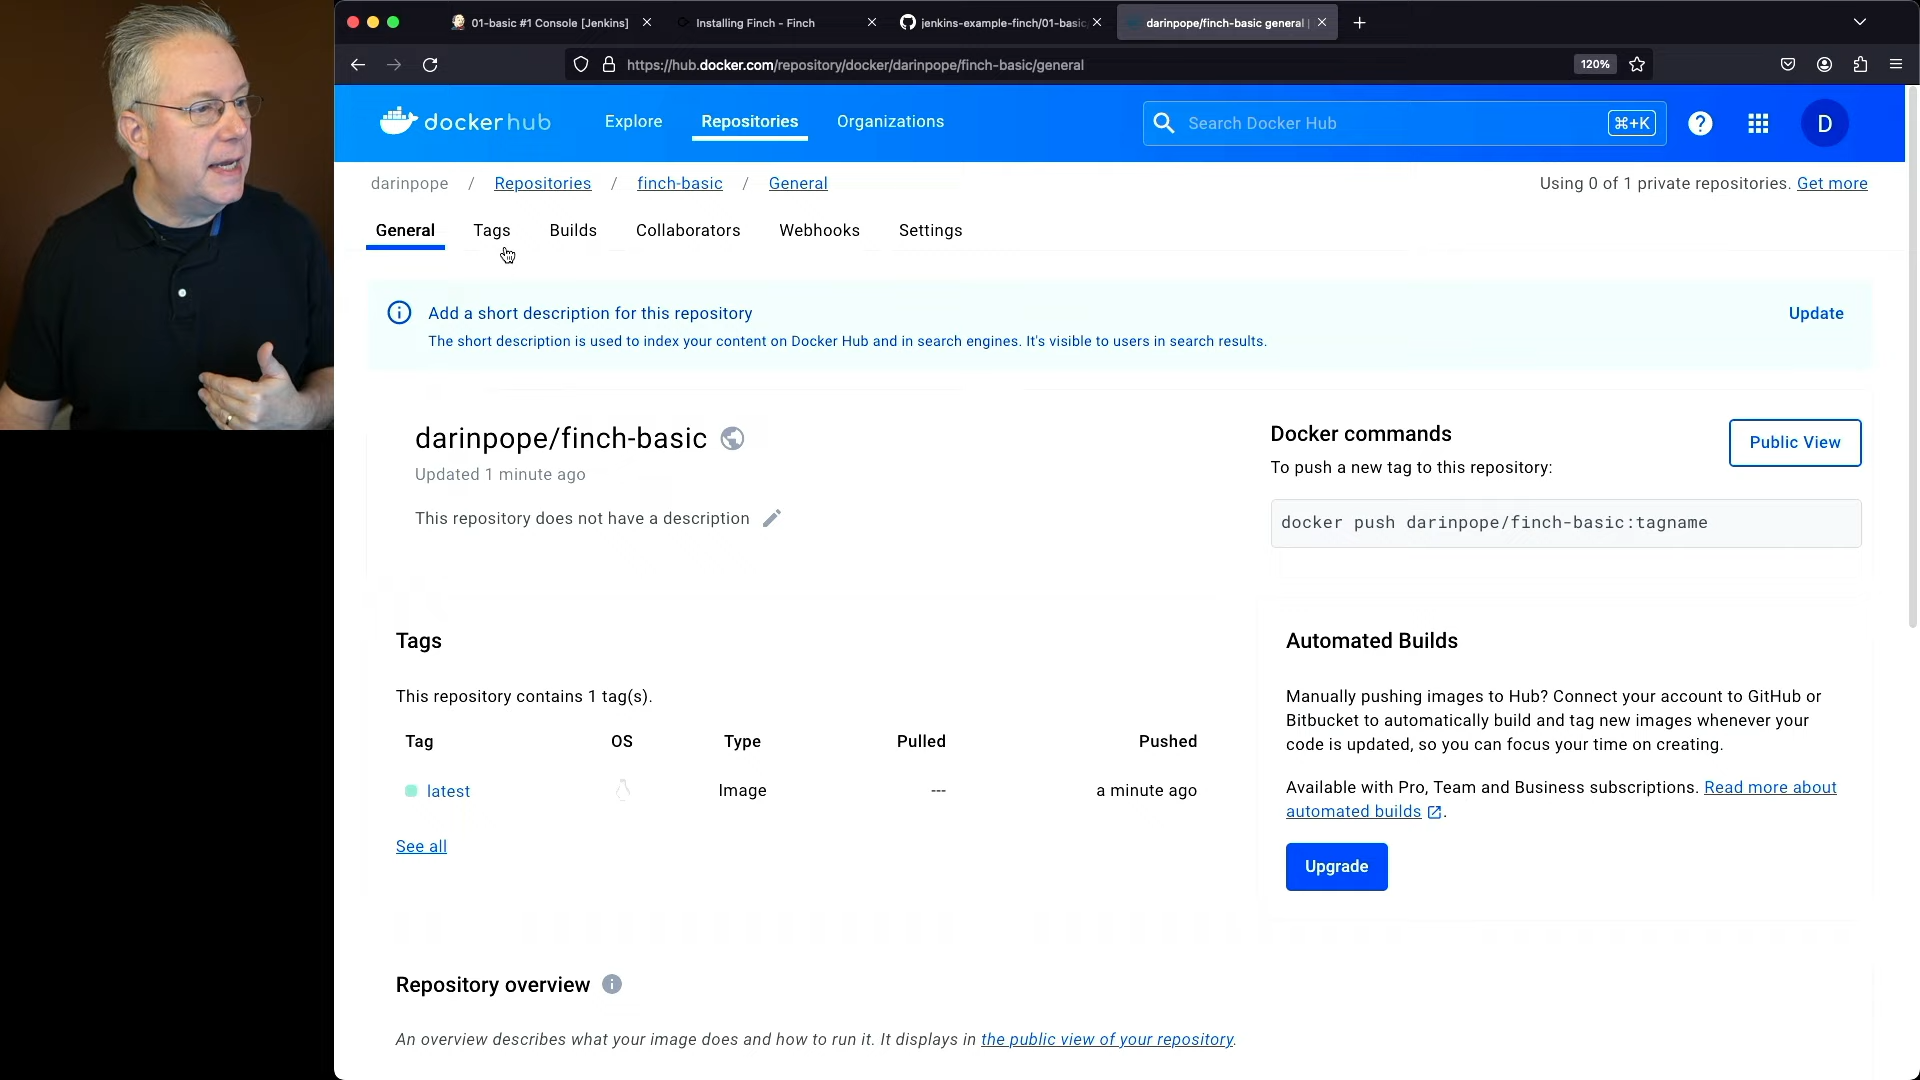 01-basic #1 Console [Jenkins]
Installing Finch - Finch
jenkins-example-finch/01-basic
darinpope/finch-basic general |
https://hub.docker.com/repository/docker/darinpope/finch-basic/general
120%
dockerhub
Explore
Repositories
Organizations
Search Docker Hub
⌘+K
?
D
darinpope / Repositories / finch-basic / General
Using 0 of 1 private repositories. Get more
General
Tags
Builds
Collaborators
Webhooks
Settings
Add a short description for this repository
Update
The short description is used to index your content on Docker Hub and in search engines. It's visible to users in search results.
darinpope/finch-basic
Updated 1 minute ago
This repository does not have a description
Docker commands
Public View
To push a new tag to this repository:
docker push darinpope/finch-basic:tagname
Tags
This repository contains 1 tag(s).
Tag OS Type Pulled Pushed
latest Image --- a minute ago
See all
Automated Builds
Manually pushing images to Hub? Connect your account to GitHub or
Bitbucket to automatically build and tag new images whenever your
code is updated, so you can focus your time on creating.
Available with Pro, Team and Business subscriptions. Read more about
automated builds .
Upgrade
Repository overview
An overview describes what your image does and how to run it. It displays in the public view of your repository.